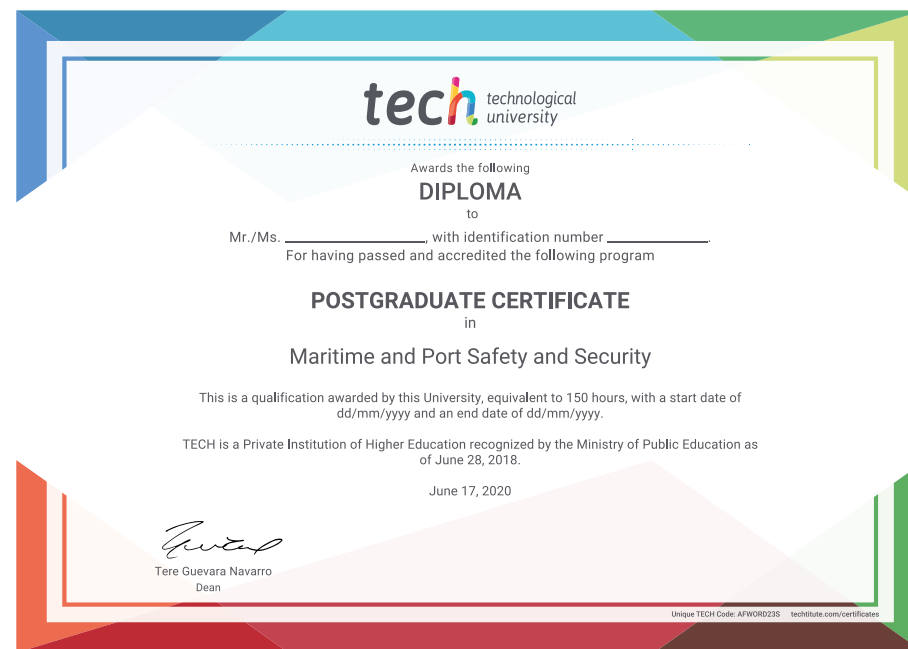 tech technological
university
Awards the following
DIPLOMA
to
Mr./Ms. ____________________, with identification number ______________.
For having passed and accredited the following program
POSTGRADUATE CERTIFICATE
in
Maritime and Port Safety and Security
This is a qualification awarded by this University, equivalent to 150 hours, with a start date of
dd/mm/yyyy and an end date of dd/mm/yyyy.
TECH is a Private Institution of Higher Education recognized by the Ministry of Public Education as
of June 28, 2018.
June 17, 2020
Tere Guevara Navarro
Dean
Unique TECH Code: AFWORD23S techtitute.com/certificates